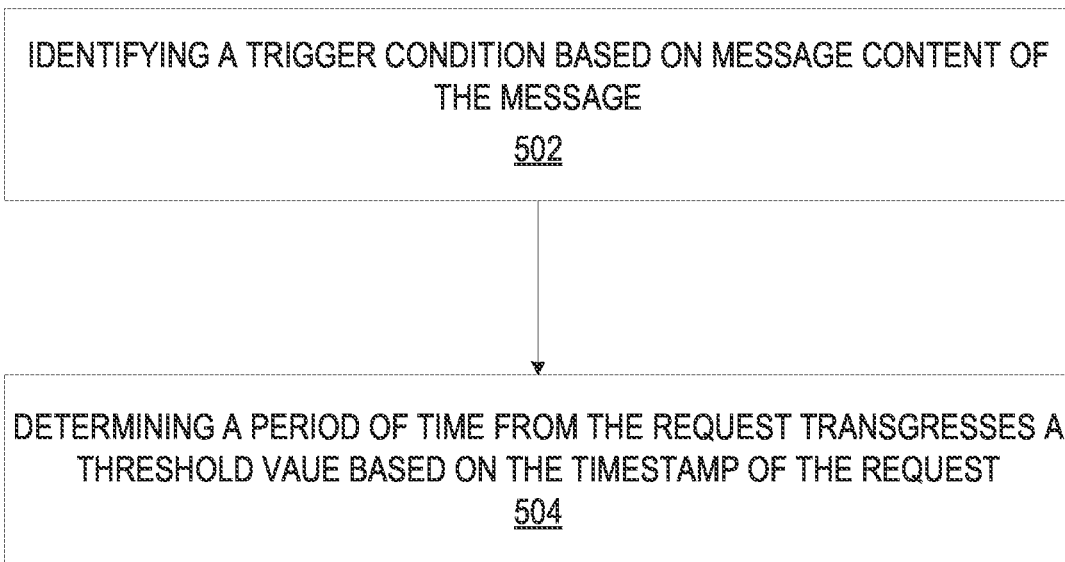 IDENTIFYING A TRIGGER CONDITION BASED ON MESSAGE CONTENT OF
THE MESSAGE
502
DETERMINING A PERIOD OF TIME FROM THE REQUEST TRANSGRESSES A
THRESHOLD VAUE BASED ON THE TIMESTAMP OF THE REQUEST
504